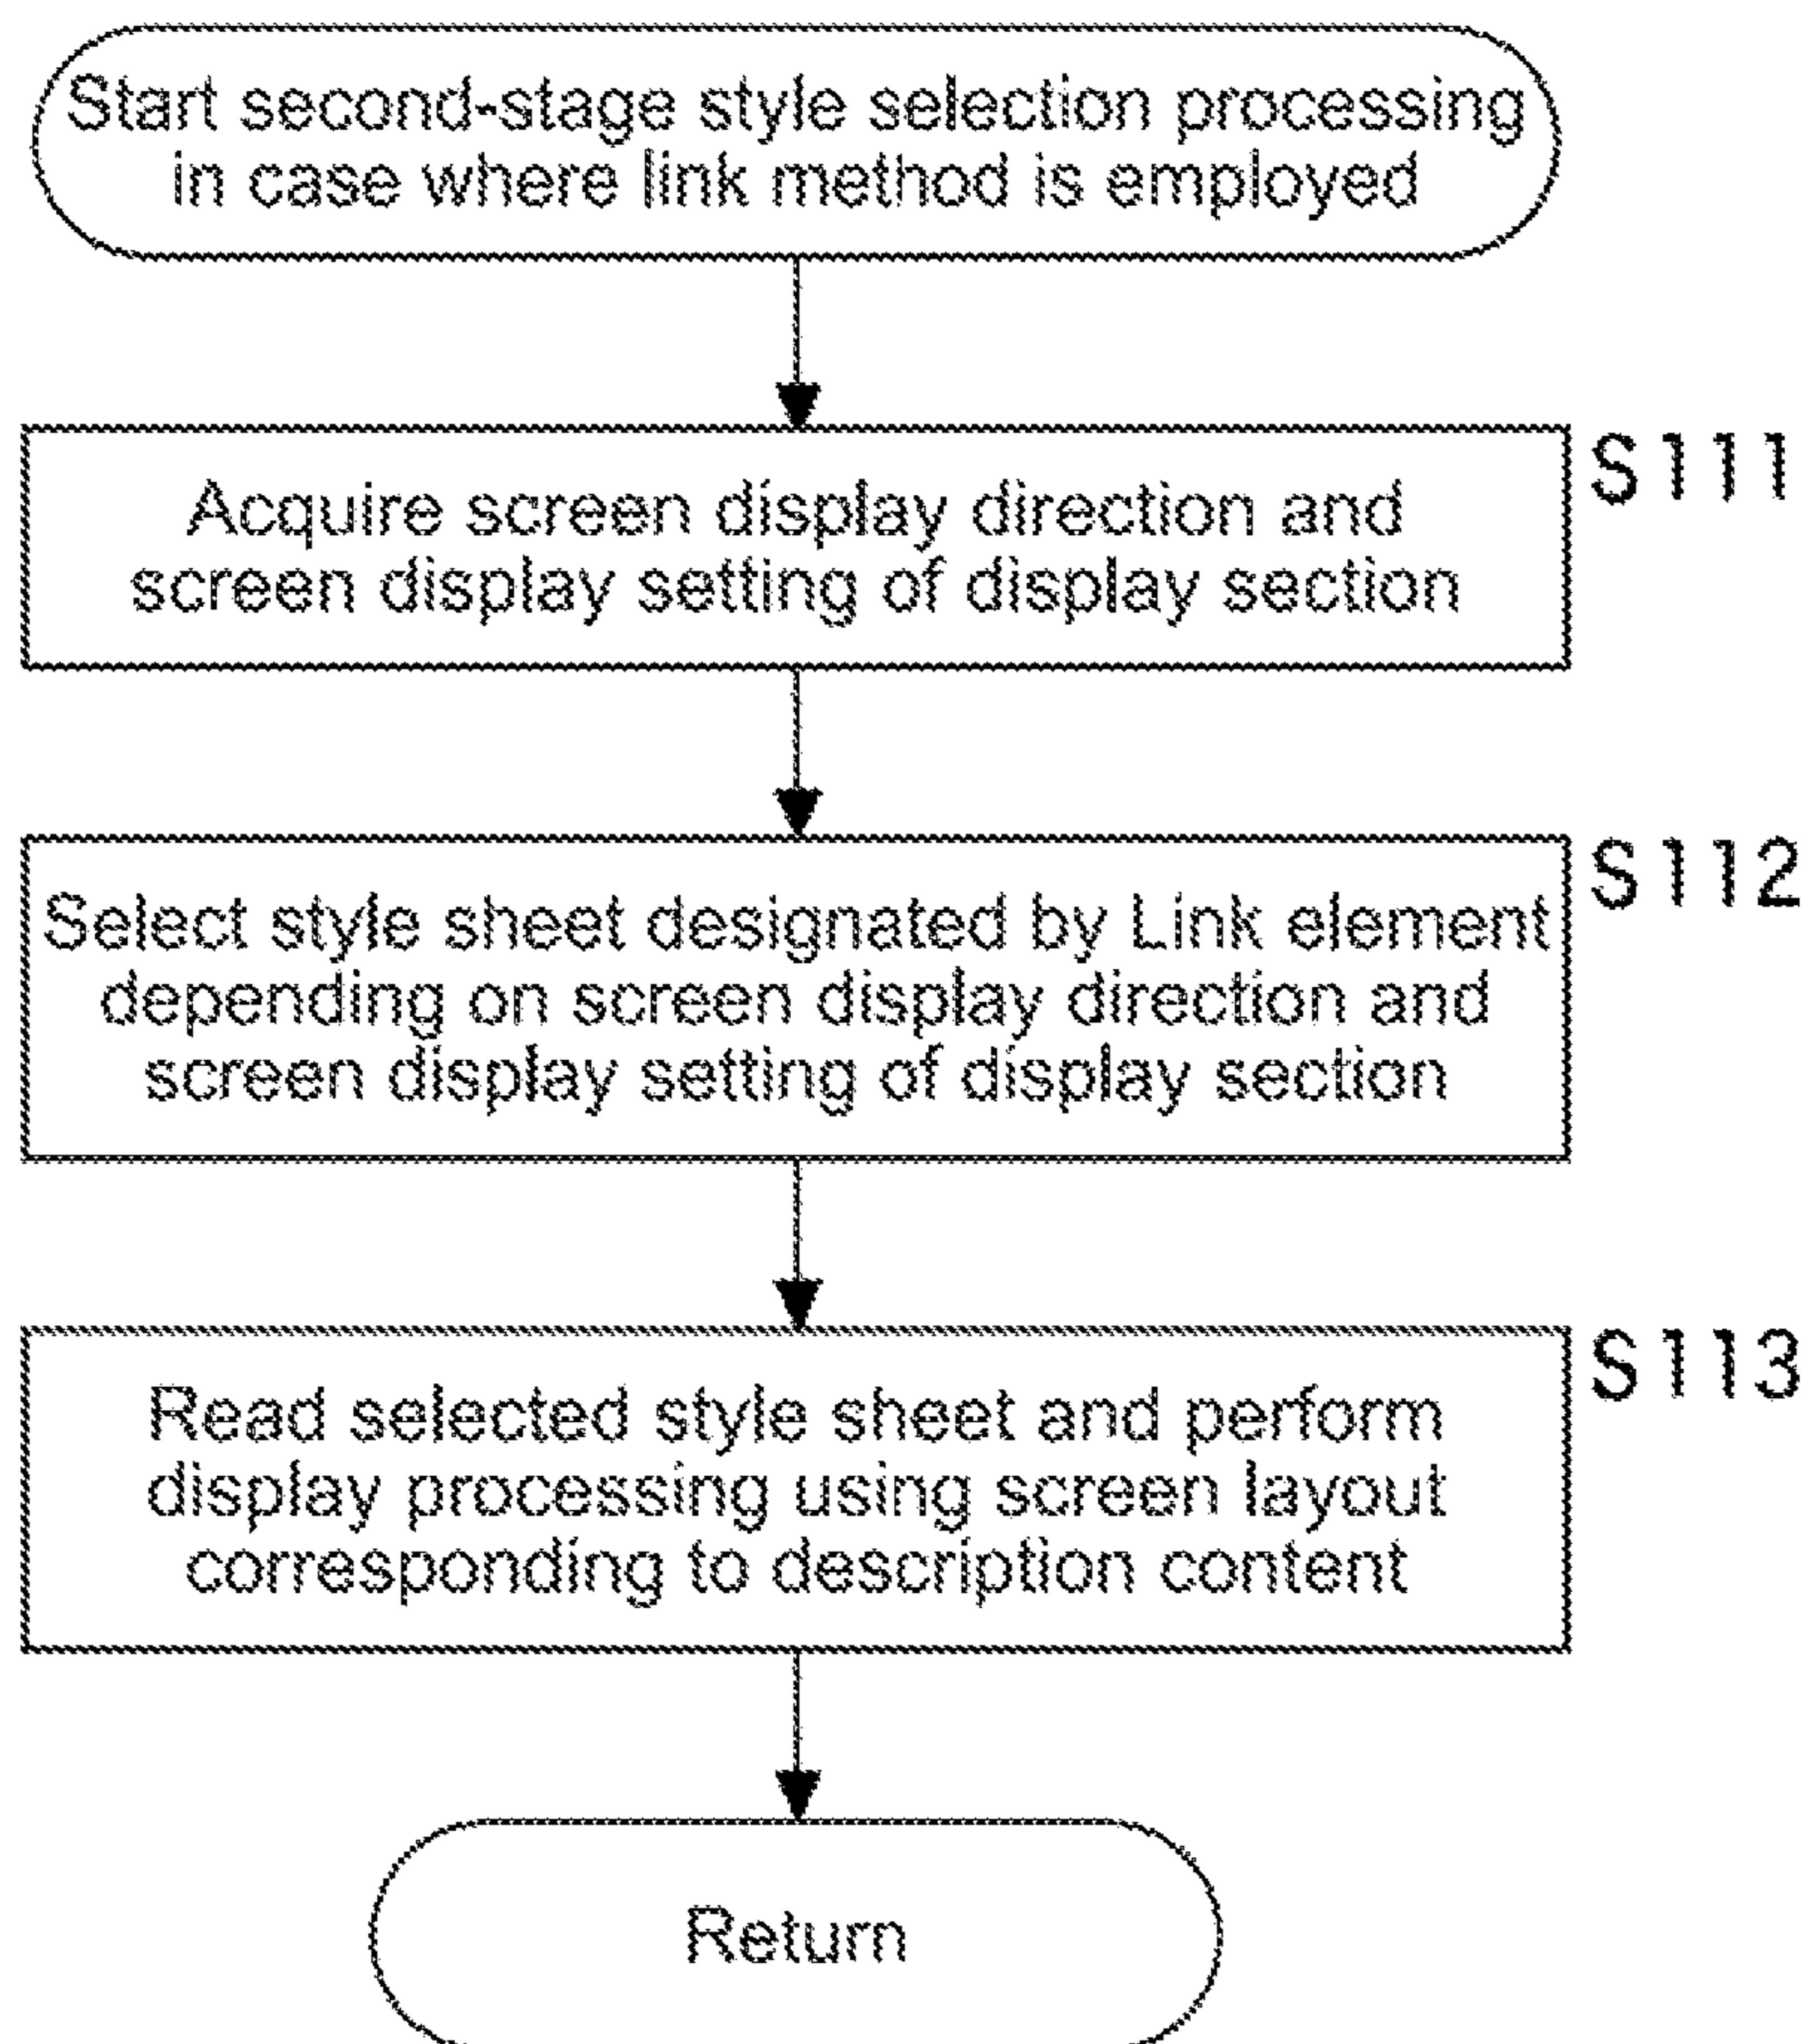 Start second-stage style selection processing
in case where link method is employed
S111
Acquire screen display direction and
screen display setting of display section
S112
Select style sheet designated by Link element
depending on screen display direction and
screen display setting of display section
S113
Read selected style sheet and perform
display processing using screen layout
corresponding to description content
Return